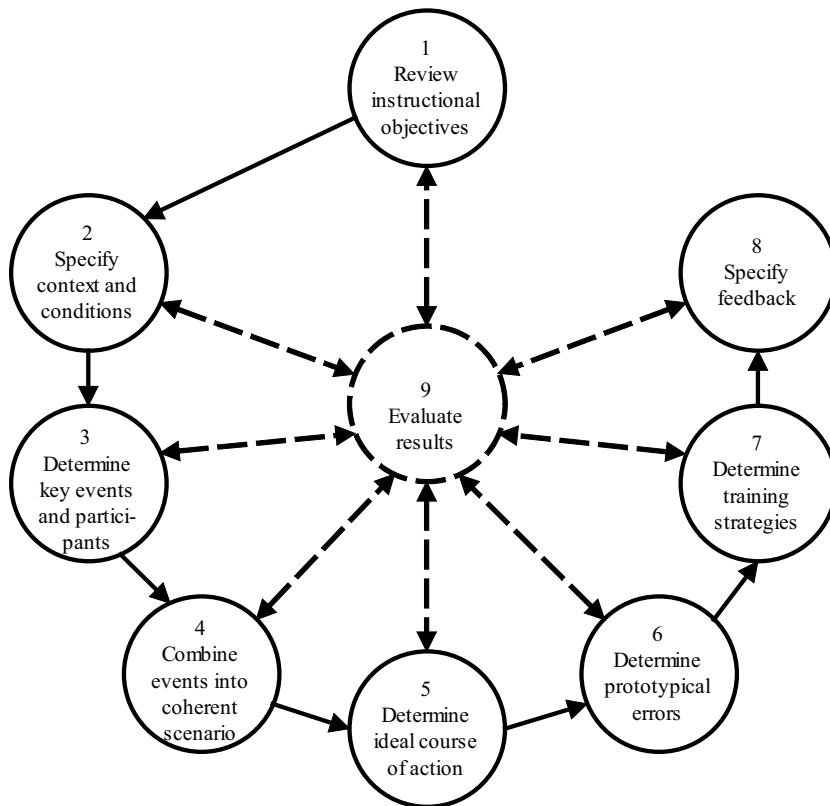 1
Review
instructional
objectives
2
Specify
context and
conditions
3
Determine
key events
and partici-
pants
4
Combine
events into
coherent
scenario
5
Determine
ideal course
of action
6
Determine
prototypical
errors
7
Determine
training
strategies
8
Specify
feedback
9
Evaluate
results